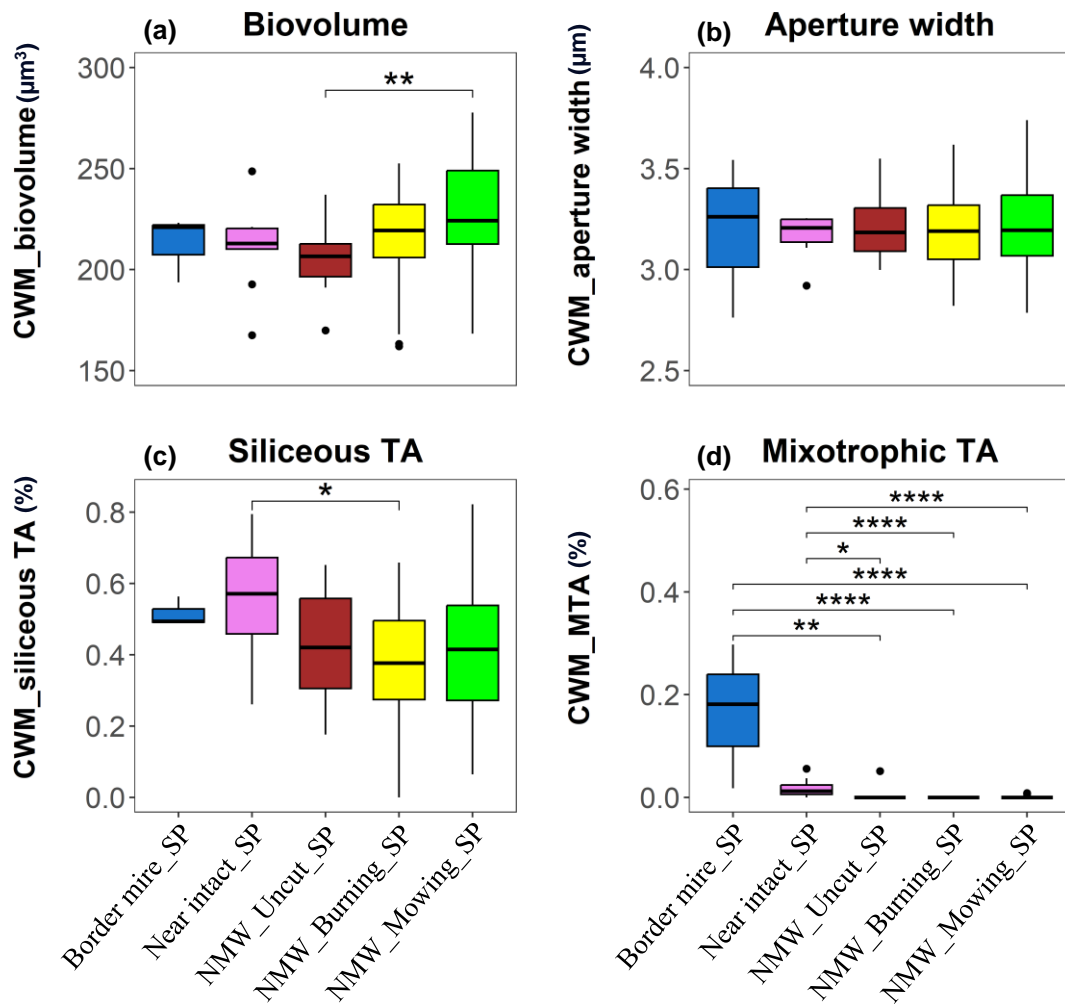 (a) Biovolume
CWM_biovolume (µm³)
300
250
200
150
**
(b) Aperture width
CWM_aperture width (µm)
4.0
3.5
3.0
2.5
(c) Siliceous TA
CWM_siliceous TA (%)
0.8
0.6
0.4
0.2
0.0
*
Border mire_SP
Near intact_SP
NMW_Uncut_SP
NMW_Burning_SP
NMW_Mowing_SP
(d) Mixotrophic TA
CWM_MTA (%)
0.6
0.4
0.2
0.0
****
****
*
****
****
**
Border mire_SP
Near intact_SP
NMW_Uncut_SP
NMW_Burning_SP
NMW_Mowing_SP